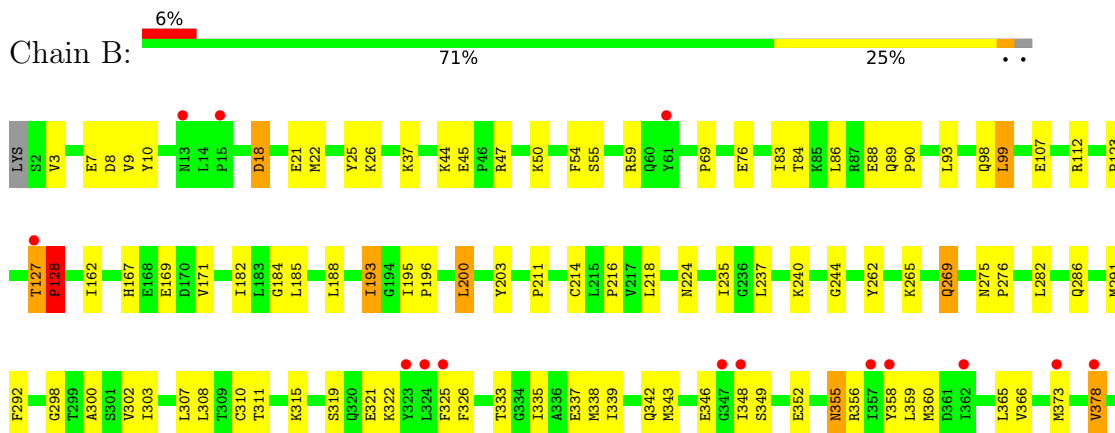 6%
Chain B:
71% 25% • •
LYS S2 V3 E7 D8 V9 Y10 N13 L14 P15 D18 E21 M22 Y25 K26 K37 K44 E45 P46 R47 K50 F54 S55 R59 Q60 Y61 P69 E76 I83 T84 K85 L86 R87 E88 Q89 P90 L93 Q98 L99 E107 R112
T127 P128 I162 H167 E168 E169 D170 V171 I182 L183 G184 L185 L188 I193 G194 I195 P196 L200 Y203 P211 C214 L215 P216 V217 L218 N224 I235 G236 L237 K240 G244 Y262 K265 Q269 N275 P276 L282 Q286
F292 G298 T299 A300 S301 V302 I303 L307 L308 T309 C310 T311 K315 S319 Q320 E321 K322 Y323 L324 F325 F326 T333 G334 I335 A336 E337 M338 I339 Q342 M343 E346 G347 I348 S349 E352 N355 R356 I357 Y358 L359 M360 D361 I362 L365 V366 M373 V378